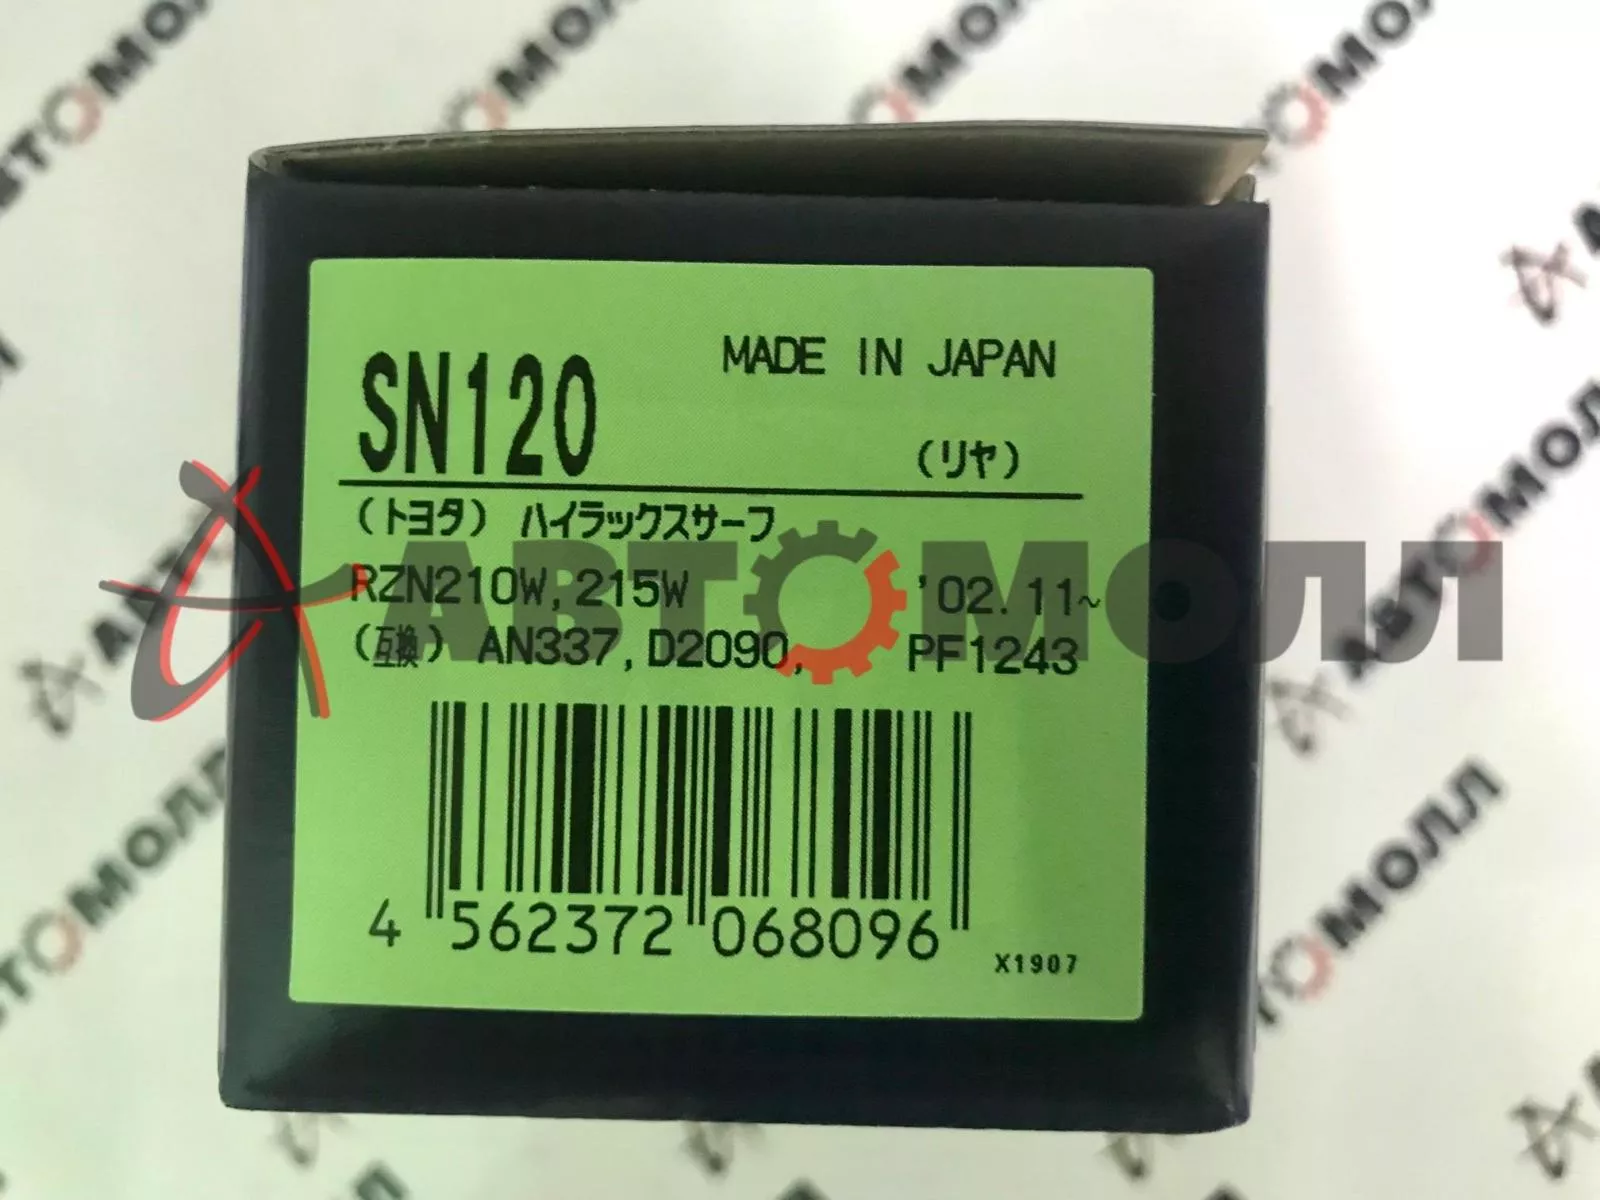 MADE IN JAPAN
SN120
(リヤ)
(トヨタ) ハイラックスサーフ
RZN210W, 215W '02. 11~
(互換) AN337, D2090, PF1243
4 562372 068096
X1907
АВТОМОЛЛ